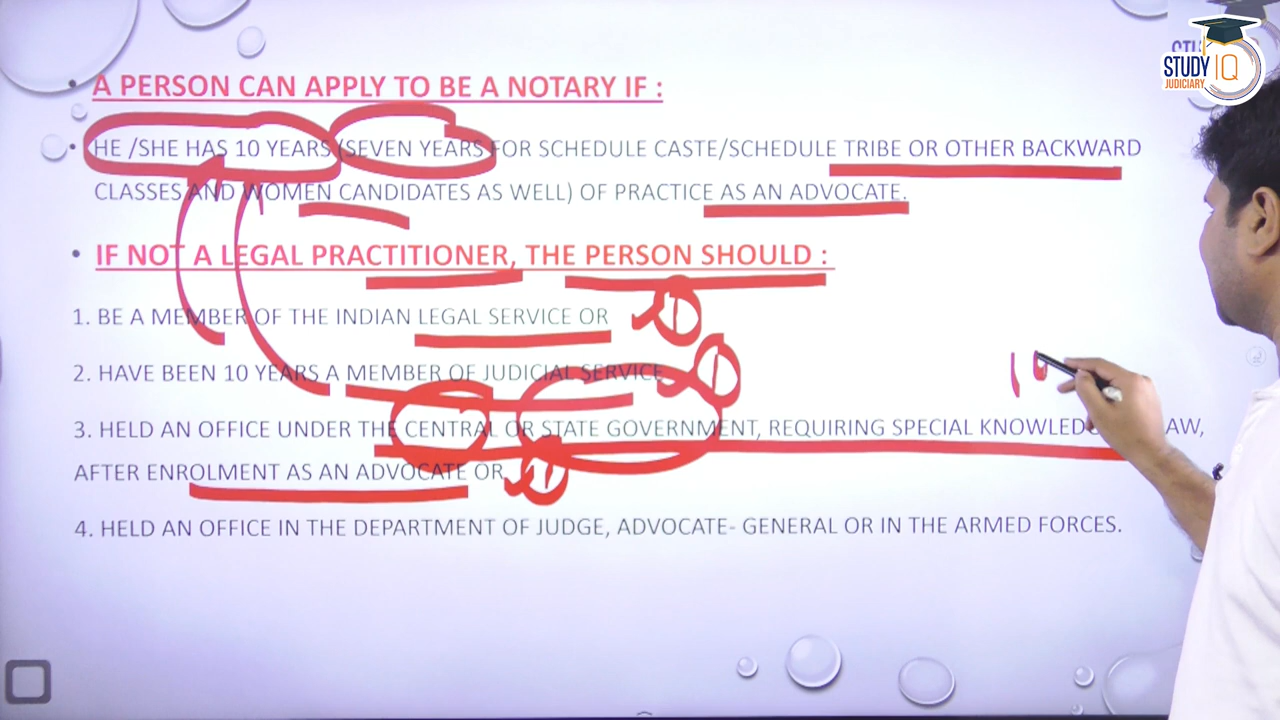 STUDY IQ
JUDICIARY
• A PERSON CAN APPLY TO BE A NOTARY IF :
• HE /SHE HAS 10 YEARS (SEVEN YEARS FOR SCHEDULE CASTE/SCHEDULE TRIBE OR OTHER BACKWARD
CLASSES AND WOMEN CANDIDATES AS WELL) OF PRACTICE AS AN ADVOCATE.
• IF NOT A LEGAL PRACTITIONER, THE PERSON SHOULD :
1. BE A MEMBER OF THE INDIAN LEGAL SERVICE OR
2. HAVE BEEN 10 YEARS A MEMBER OF JUDICIAL SERVICE
3. HELD AN OFFICE UNDER THE CENTRAL OR STATE GOVERNMENT, REQUIRING SPECIAL KNOWLED LAW,
AFTER ENROLMENT AS AN ADVOCATE OR
4. HELD AN OFFICE IN THE DEPARTMENT OF JUDGE, ADVOCATE- GENERAL OR IN THE ARMED FORCES.